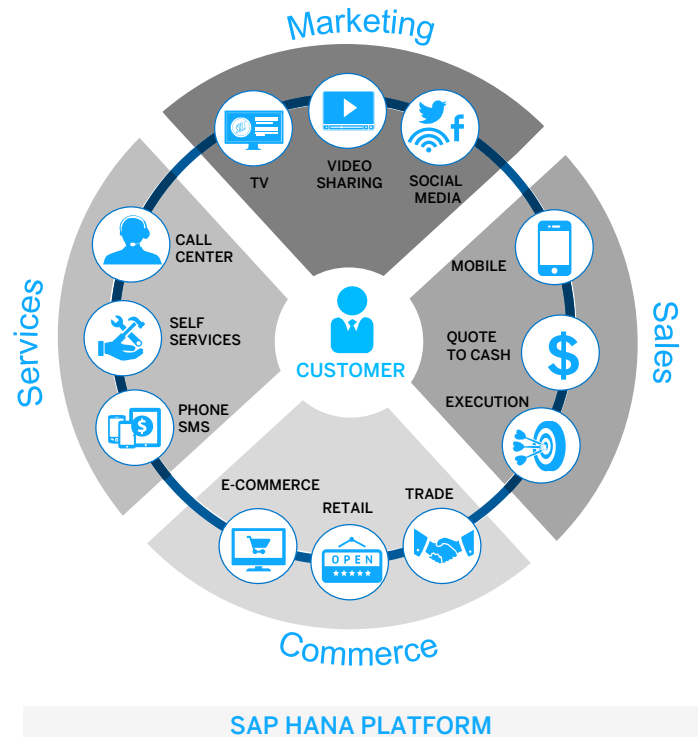 Marketing
TV
VIDEO
SHARING
SOCIAL
MEDIA
Services
CALL
CENTER
SELF
SERVICES
PHONE
SMS
$
CUSTOMER
Sales
MOBILE
QUOTE
TO CASH
$
EXECUTION
E-COMMERCE
RETAIL
OPEN
TRADE
Commerce
SAP HANA PLATFORM